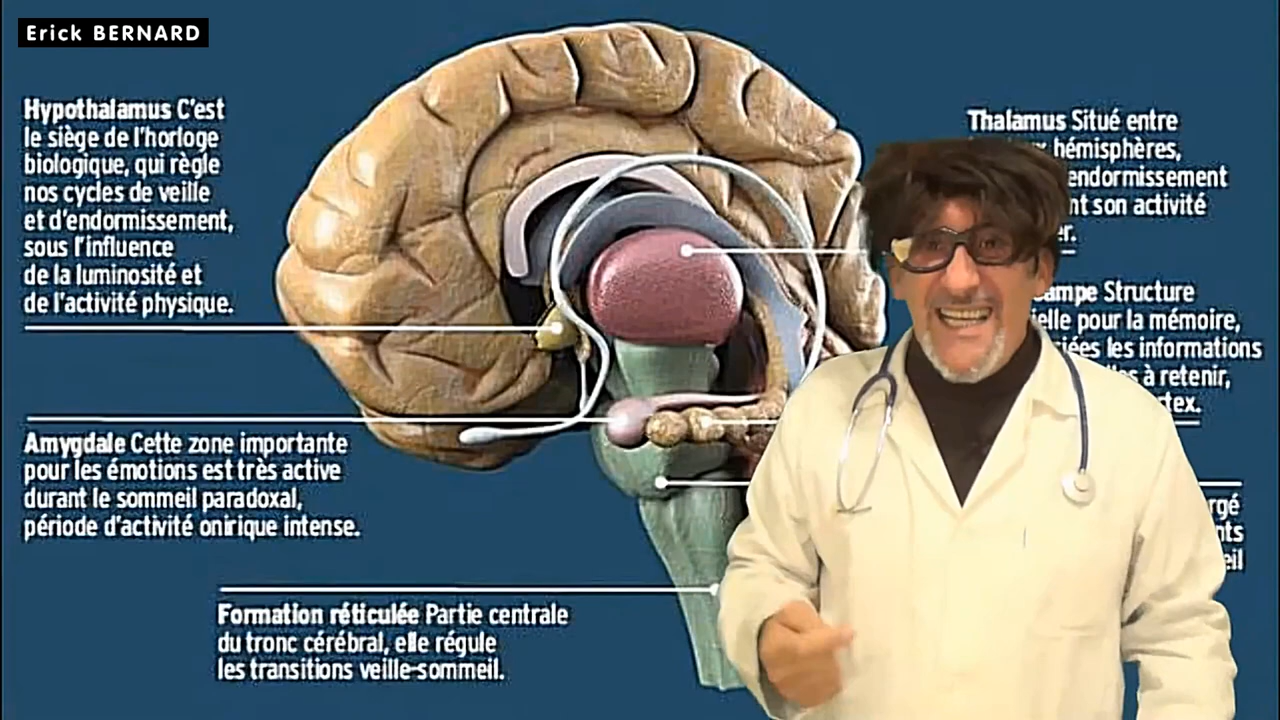 Erick BERNARD
Hypothalamus C'est
le siège de l'horloge
biologique, qui règle
nos cycles de veille
et d'endormissement,
sous l'influence
de la luminosité et
de l'activité physique.
Amygdale Cette zone importante
pour les émotions est très active
durant le sommeil paradoxal,
période d'activité onirique intense.
Formation réticulée Partie centrale
du tronc cérébral, elle régule
les transitions veille-sommeil.
Thalamus Situé entre
hémisphères,
endormissement
son activité
Structure
pour la mémoire,
les informations
à retenir,